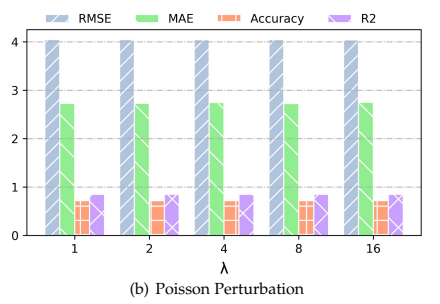 RMSE MAE Accuracy R2
4
3
2
1
0
1 2 4 8 16
λ
(b) Poisson Perturbation